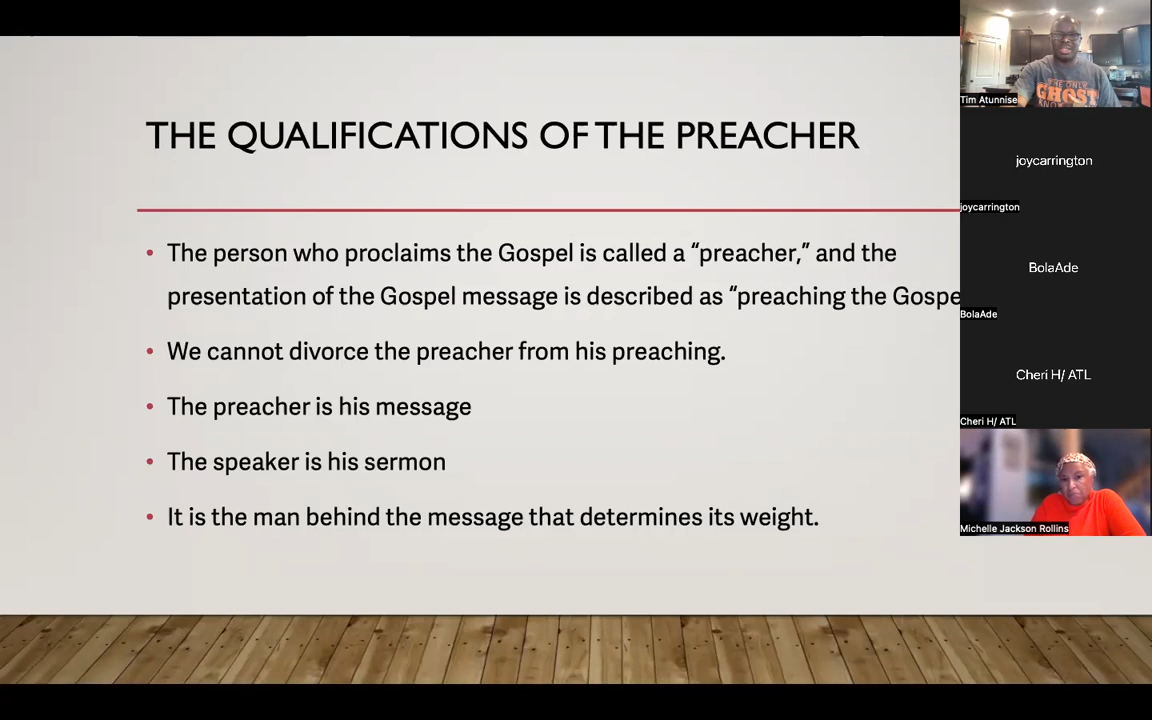 THE QUALIFICATIONS OF THE PREACHER
• The person who proclaims the Gospel is called a “preacher,” and the
presentation of the Gospel message is described as “preaching the Gospe
• We cannot divorce the preacher from his preaching.
• The preacher is his message
• The speaker is his sermon
• It is the man behind the message that determines its weight.
GHOST
Tim Atunnise
joycarrington
joycarrington
BolaAde
BolaAde
Cheri H/ ATL
Cheri H/ ATL
Michelle Jackson Rollins